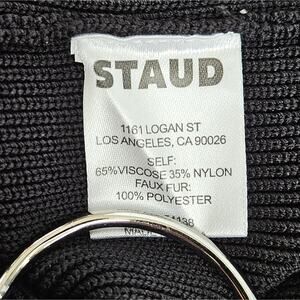 STAUD
1161 LOGAN ST
LOS ANGELES, CA 90026
SELF:
65%VISCOSE 35% NYLON
FAUX FUR:
100% POLYESTER